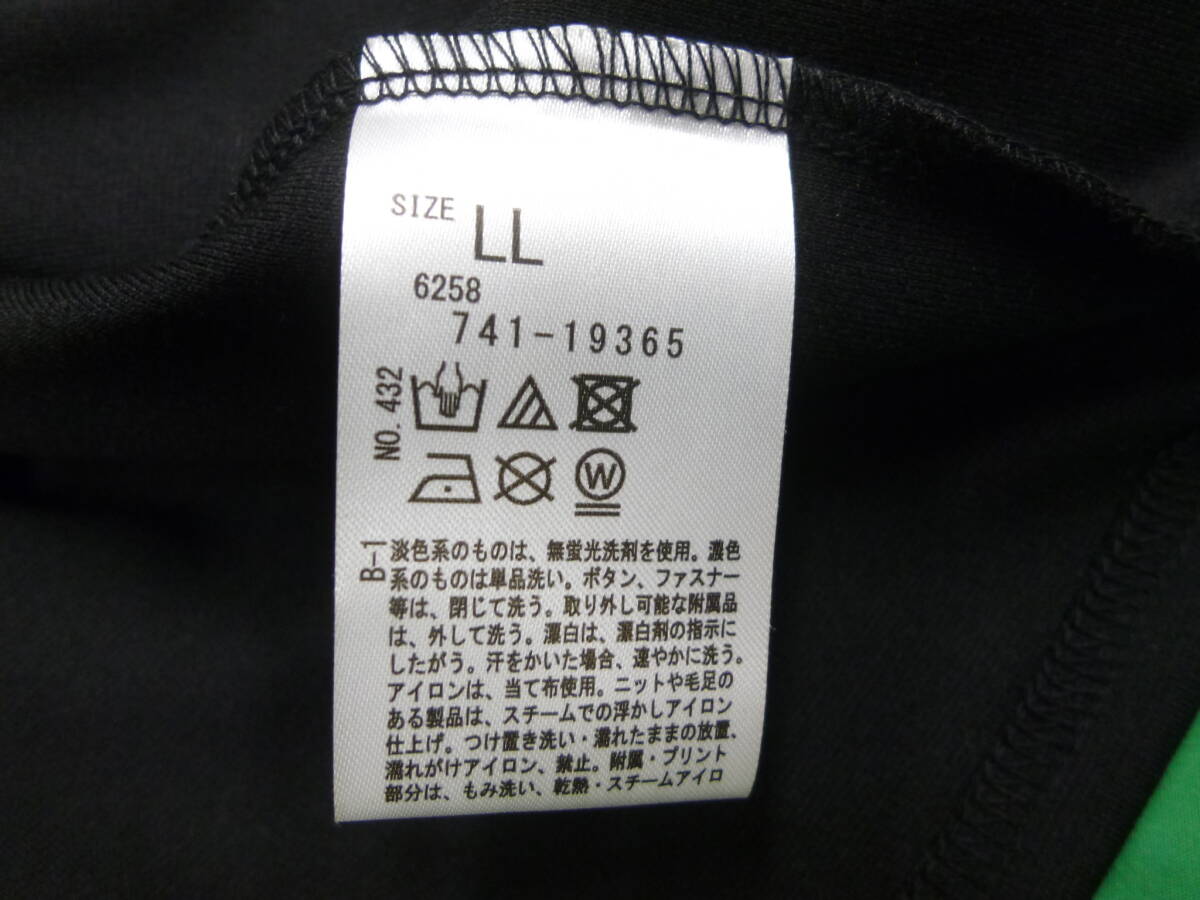 SIZE LL
6258
741-19365
NO. 432
W
B-1
淡色系のものは、無蛍光洗剤を使用。濃色
系のものは単品洗い。ボタン、ファスナー
等は、閉じて洗う。取り外し可能な附属品
は、外して洗う。漂白は、漂白剤の指示に
したがう。汗をかいた場合、速やかに洗う。
アイロンは、当て布使用。ニットや毛足の
ある製品は、スチームでの浮かしアイロン
仕上げ。つけ置き洗い・濡れたままの放置、
濡れがけアイロン、禁止。附属・プリント
部分は、もみ洗い、乾熱・スチームアイロ